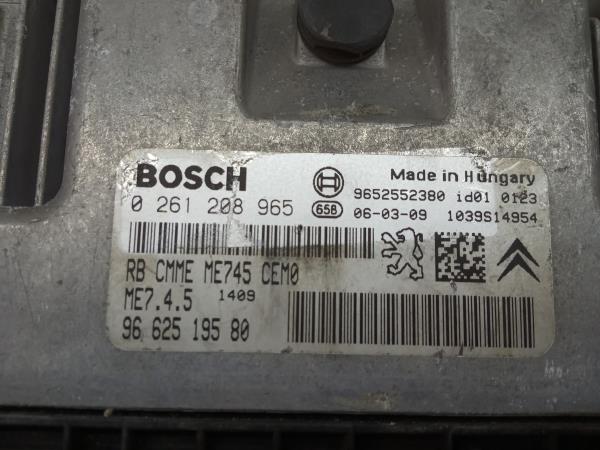 BOSCH
Made in Hungary
0 261 208 965
9652552380 id01 0123
658 06-03-09 1039S14954
RB CMME ME745 CEM0
ME7.4.5 1409
96 625 195 80